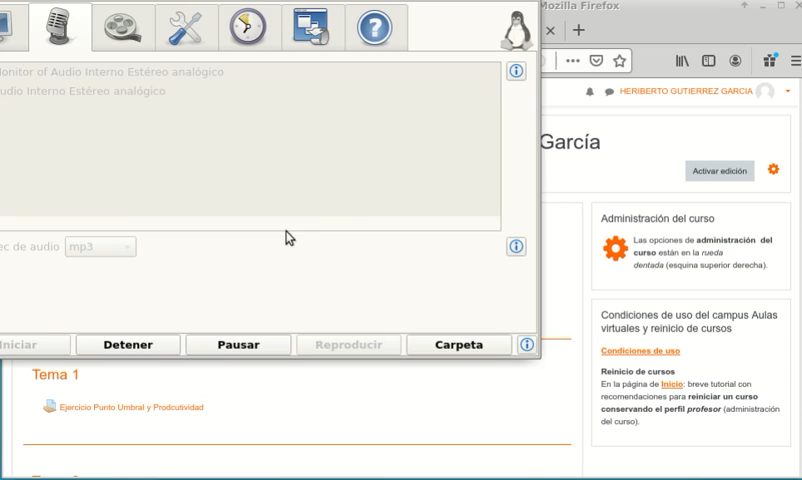 Mozilla Firefox
onitor of Audio Interno Estéreo analógico
udio Interno Estéreo analógico
ec de audio mp3
Iniciar Detener Pausar Reproducir Carpeta
HERIBERTO GUTIERREZ GARCIA
García
Activar edición
Administración del curso
Las opciones de administración del
curso están en la rueda
dentada (esquina superior derecha).
Condiciones de uso del campus Aulas
virtuales y reinicio de cursos
Condiciones de uso
Reinicio de cursos
En la página de Inicio: breve tutorial con
recomendaciones para reiniciar un curso
conservando el perfil profesor (administración
del curso).
Tema 1
Ejercicio Punto Umbral y Prodcutividad